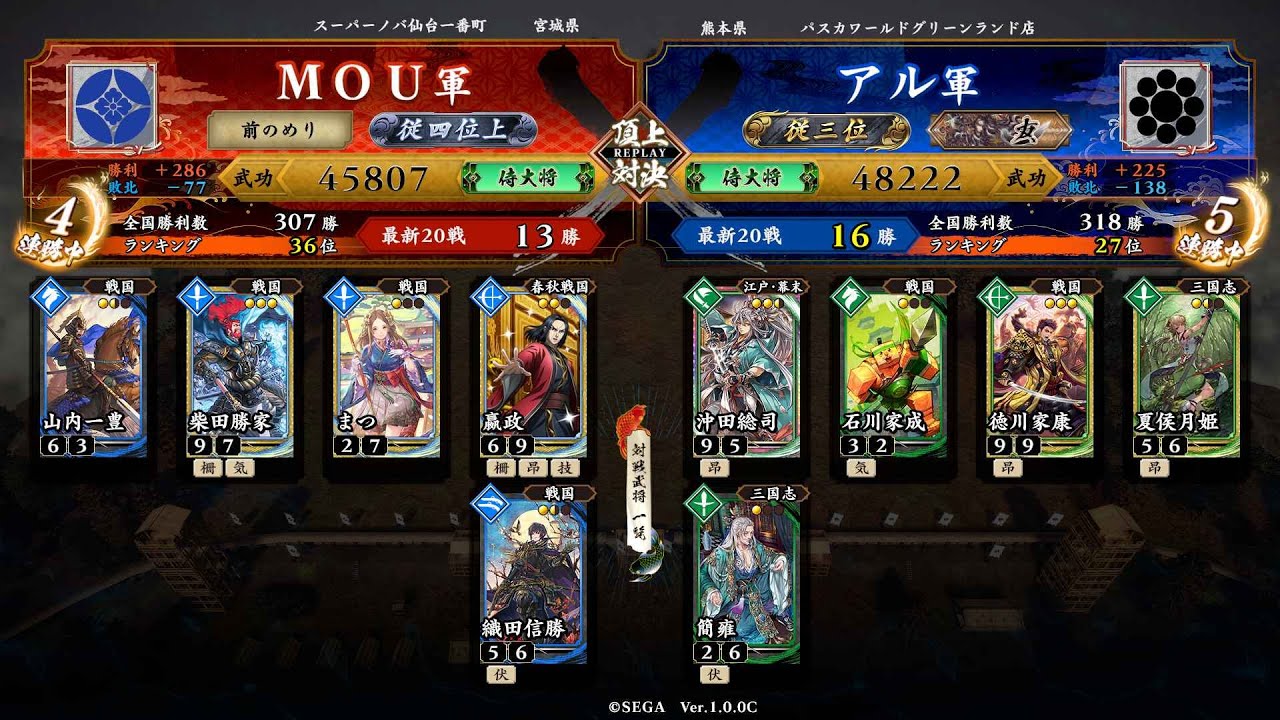 スーパーノバ仙台一番町 宮城県
熊本県 パスカワールドグリーンランド店
MOU軍
アル軍
前のめり 従四位上
従三位
頂上
REPLAY
対決
勝利 +286
敗北 -77
武功 45807 侍大将
侍大将 48222 武功
勝利 +225
敗北 -138
4
連勝中
全国勝利数 307勝
ランキング 36位
最新20戦 13勝
最新20戦 16勝
全国勝利数 318勝
ランキング 27位
5
連勝中
戦国
山内一豊
6 3
戦国
柴田勝家
9 7
柵 気
戦国
まつ
2 7
春秋戦国
嬴政
6 9
柵 昂 技
江戸・幕末
沖田総司
9 5
昂
戦国
石川家成
3 2
気
戦国
徳川家康
9 9
昂
三国志
夏侯月姫
5 6
昂
対戦武将一覧
戦国
織田信勝
5 6
伏
三国志
簡雍
2 6
伏
©SEGA Ver.1.0.0C